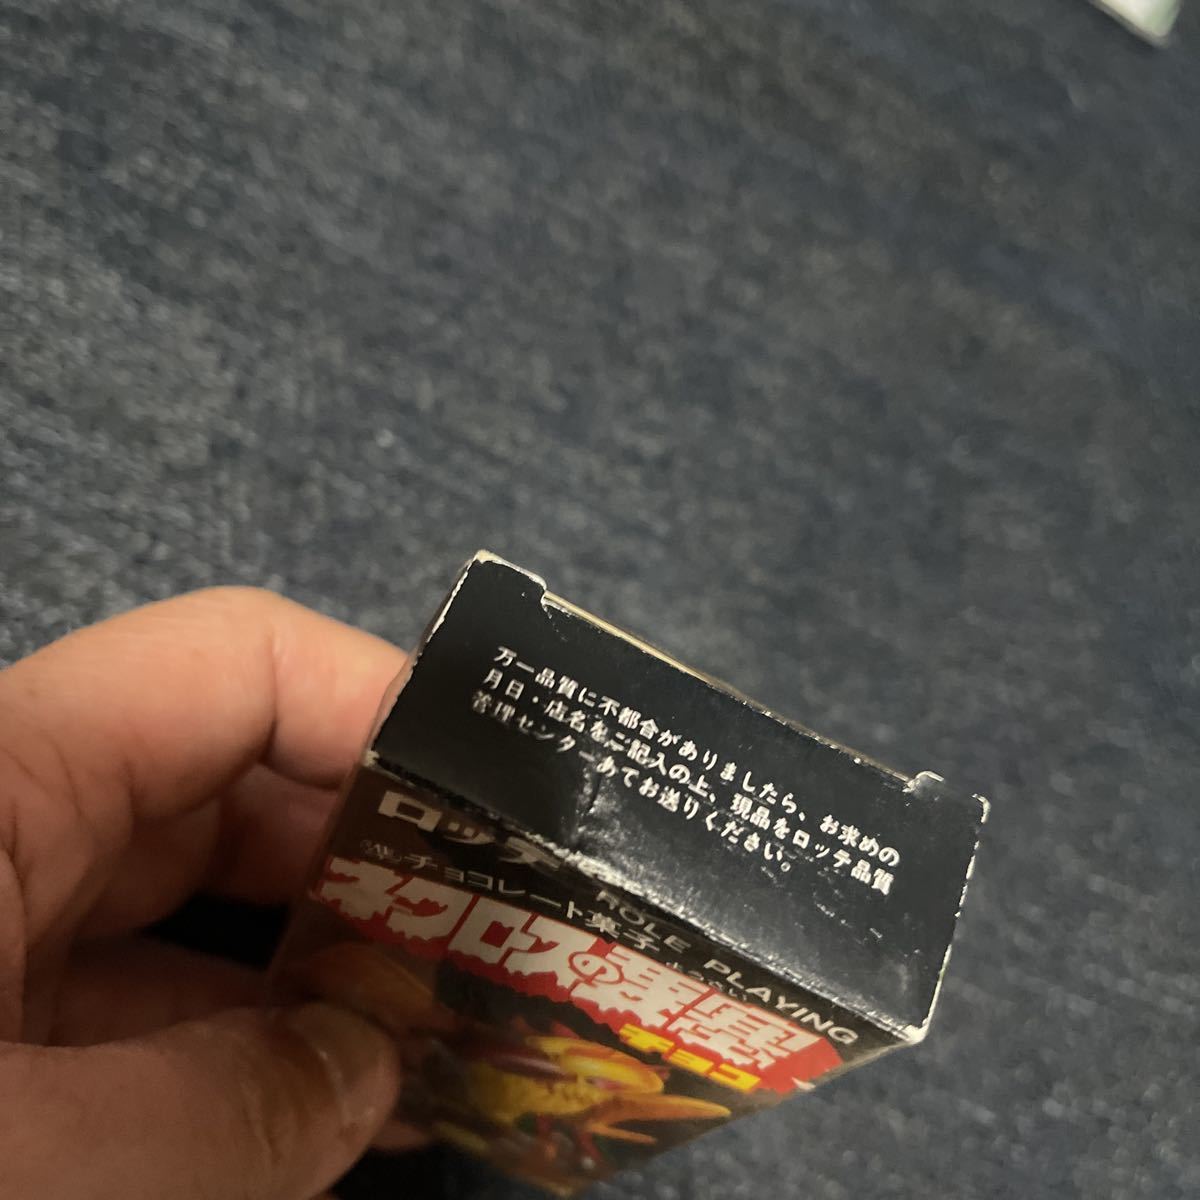 万一品質に不都合がありましたら、お求めの
月日・店名をご記入の上、現品をロッテ品質
管理センターあてお送りください。
ロッテ ROLE PLAYING
チョコレート菓子
ネクロスの要塞
チョコ